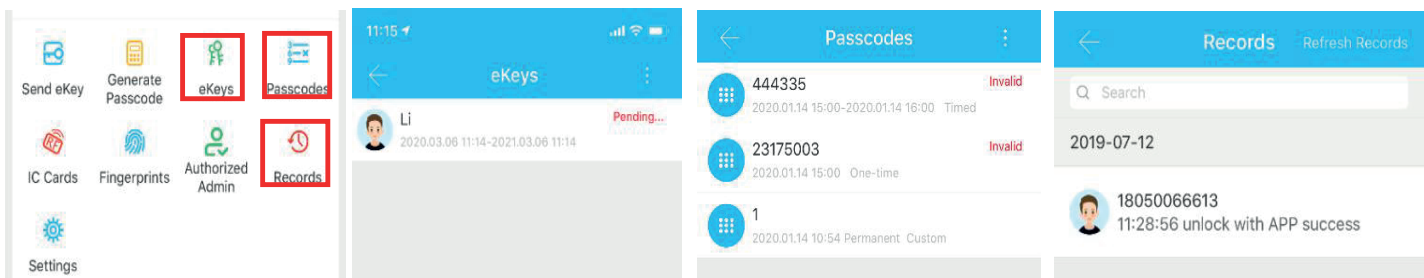 Send eKey
Generate
Passcode
eKeys
Passcodes
IC Cards
Fingerprints
Authorized
Admin
Records
Settings
11:15
eKeys
Li
Pending...
2020.03.06 11:14-2021.03.06 11:14
Passcodes
444335
Invalid
2020.01.14 15:00-2020.01.14 16:00 Timed
23175003
Invalid
2020.01.14 15:00 One-time
1
2020.01.14 10:54 Permanent Custom
Records
Refresh Records
Search
2019-07-12
18050066613
11:28:56 unlock with APP success